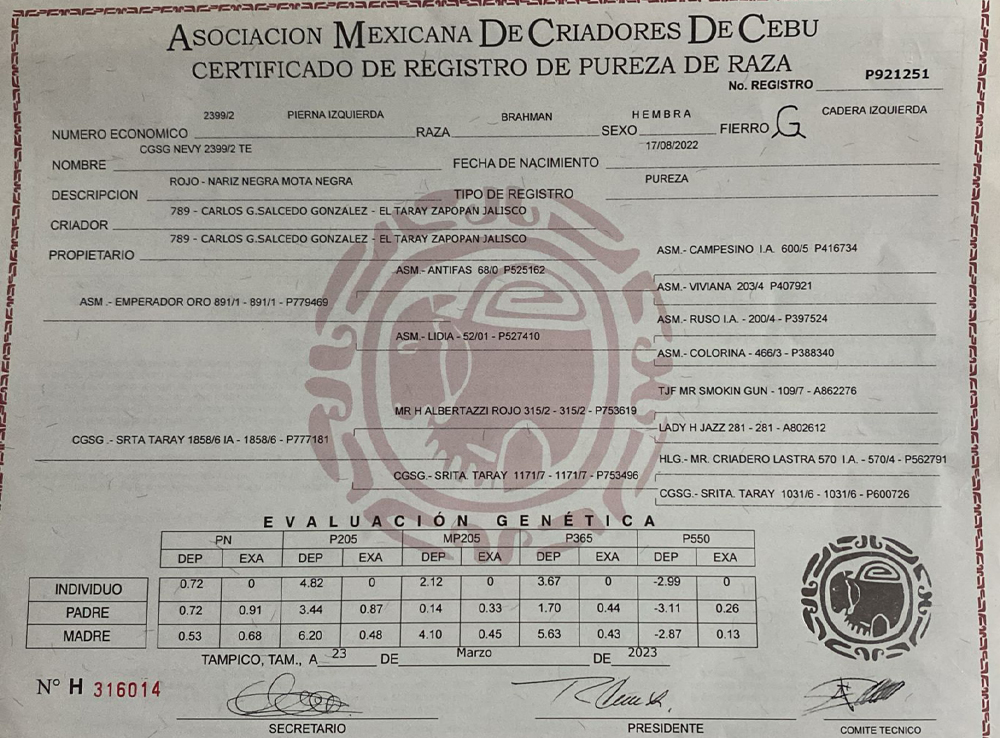 ASOCIACION MEXICANA DE CRIADORES DE CEBU
CERTIFICADO DE REGISTRO DE PUREZA DE RAZA
No. REGISTRO P921251
NUMERO ECONOMICO 2399/2 PIERNA IZQUIERDA RAZA BRAHMAN SEXO HEMBRA FIERRO G CADERA IZQUIERDA
NOMBRE CGSG NEVY 2399/2 TE FECHA DE NACIMIENTO 17/08/2022
DESCRIPCION ROJO - NARIZ NEGRA MOTA NEGRA TIPO DE REGISTRO PUREZA
CRIADOR 789 - CARLOS G.SALCEDO GONZALEZ - EL TARAY ZAPOPAN JALISCO
PROPIETARIO 789 - CARLOS G.SALCEDO GONZALEZ - EL TARAY ZAPOPAN JALISCO
ASM.- CAMPESINO I.A. 600/5 P416734
ASM.- ANTIFAS 68/0 P525162
ASM.- VIVIANA 203/4 P407921
ASM .- EMPERADOR ORO 891/1 - 891/1 - P779469
ASM.- RUSO I.A. - 200/4 - P397524
ASM.- LIDIA - 52/01 - P527410
ASM.- COLORINA - 466/3 - P388340
TJF MR SMOKIN GUN - 109/7 - A862276
MR H ALBERTAZZI ROJO 315/2 - 315/2 - P753619
LADY H JAZZ 281 - 281 - A802612
CGSG .- SRTA TARAY 1858/6 IA - 1858/6 - P777181
HLG.- MR. CRIADERO LASTRA 570 I.A. - 570/4 - P562791
CGSG.- SRITA. TARAY 1171/7 - 1171/7 - P753496
CGSG.- SRITA. TARAY 1031/6 - 1031/6 - P600726
EVALUACIÓN GENÉTICA
PN P205 MP205 P365 P550
DEP EXA DEP EXA DEP EXA DEP EXA DEP EXA
INDIVIDUO 0.72 0 4.82 0 2.12 0 3.67 0 -2.99 0
PADRE 0.72 0.91 3.44 0.87 0.14 0.33 1.70 0.44 -3.11 0.26
MADRE 0.53 0.68 6.20 0.48 4.10 0.45 5.63 0.43 -2.87 0.13
TAMPICO, TAM., A 23 DE Marzo DE 2023
N° H 316014
SECRETARIO PRESIDENTE COMITE TECNICO